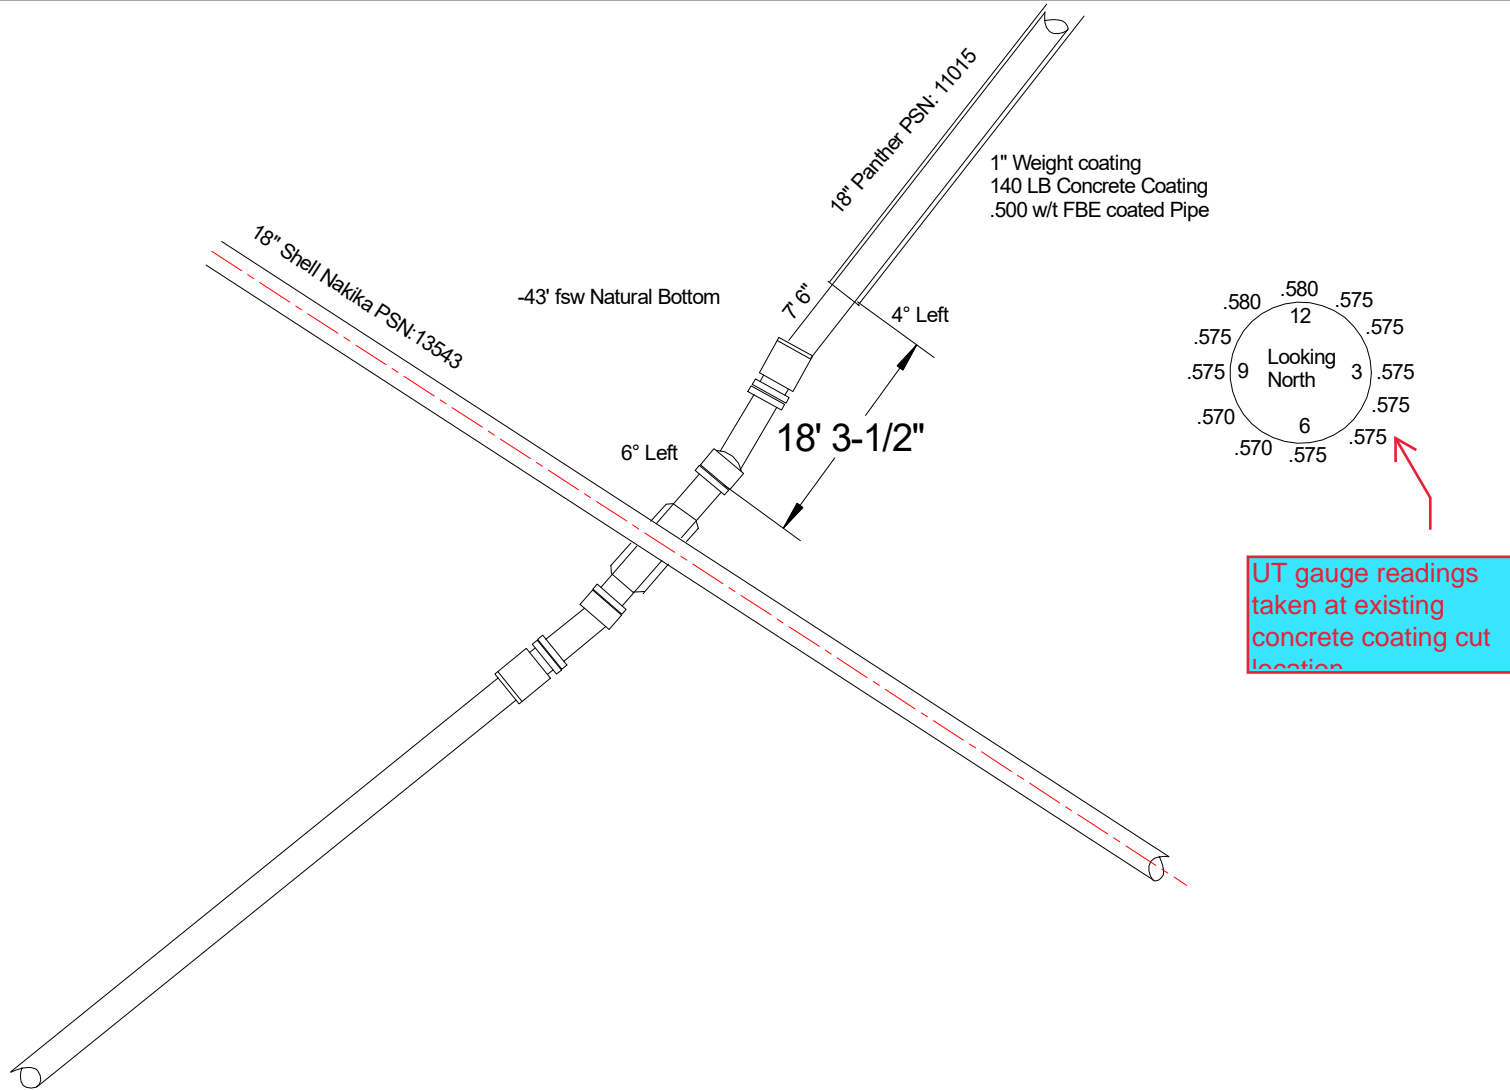 18" Panther PSN: 11015
1" Weight coating
140 LB Concrete Coating
.500 w/t FBE coated Pipe
18" Shell Nakika PSN:13543
-43' fsw Natural Bottom
7' 6"
4° Left
18' 3-1/2"
6° Left
.580
.580
.575
.575
.575
.575
.575
.575
.570
.570
.575
.575
12
Looking
North
9
3
6
UT gauge readings
taken at existing
concrete coating cut
location